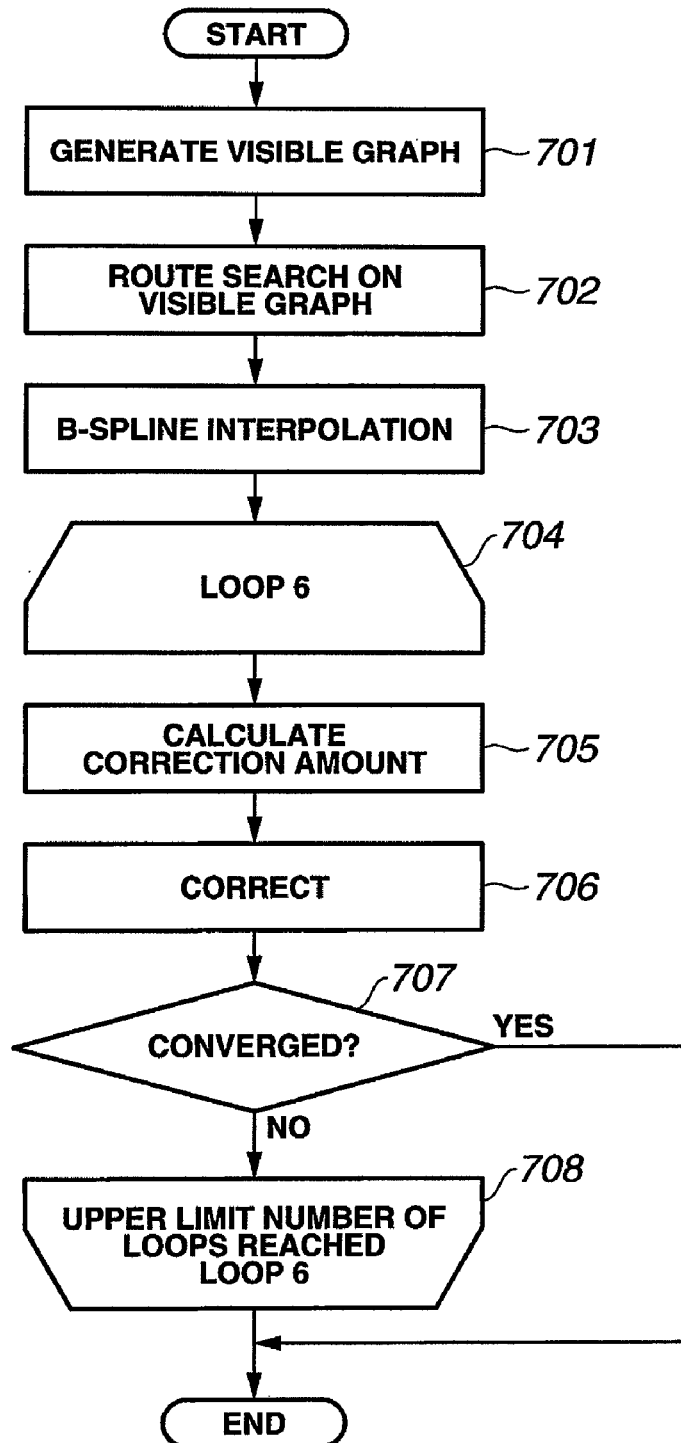 START
GENERATE VISIBLE GRAPH
701
ROUTE SEARCH ON
VISIBLE GRAPH
702
B-SPLINE INTERPOLATION
703
704
LOOP 6
CALCULATE
CORRECTION AMOUNT
705
CORRECT
706
707
CONVERGED?
YES
NO
708
UPPER LIMIT NUMBER OF
LOOPS REACHED
LOOP 6
END